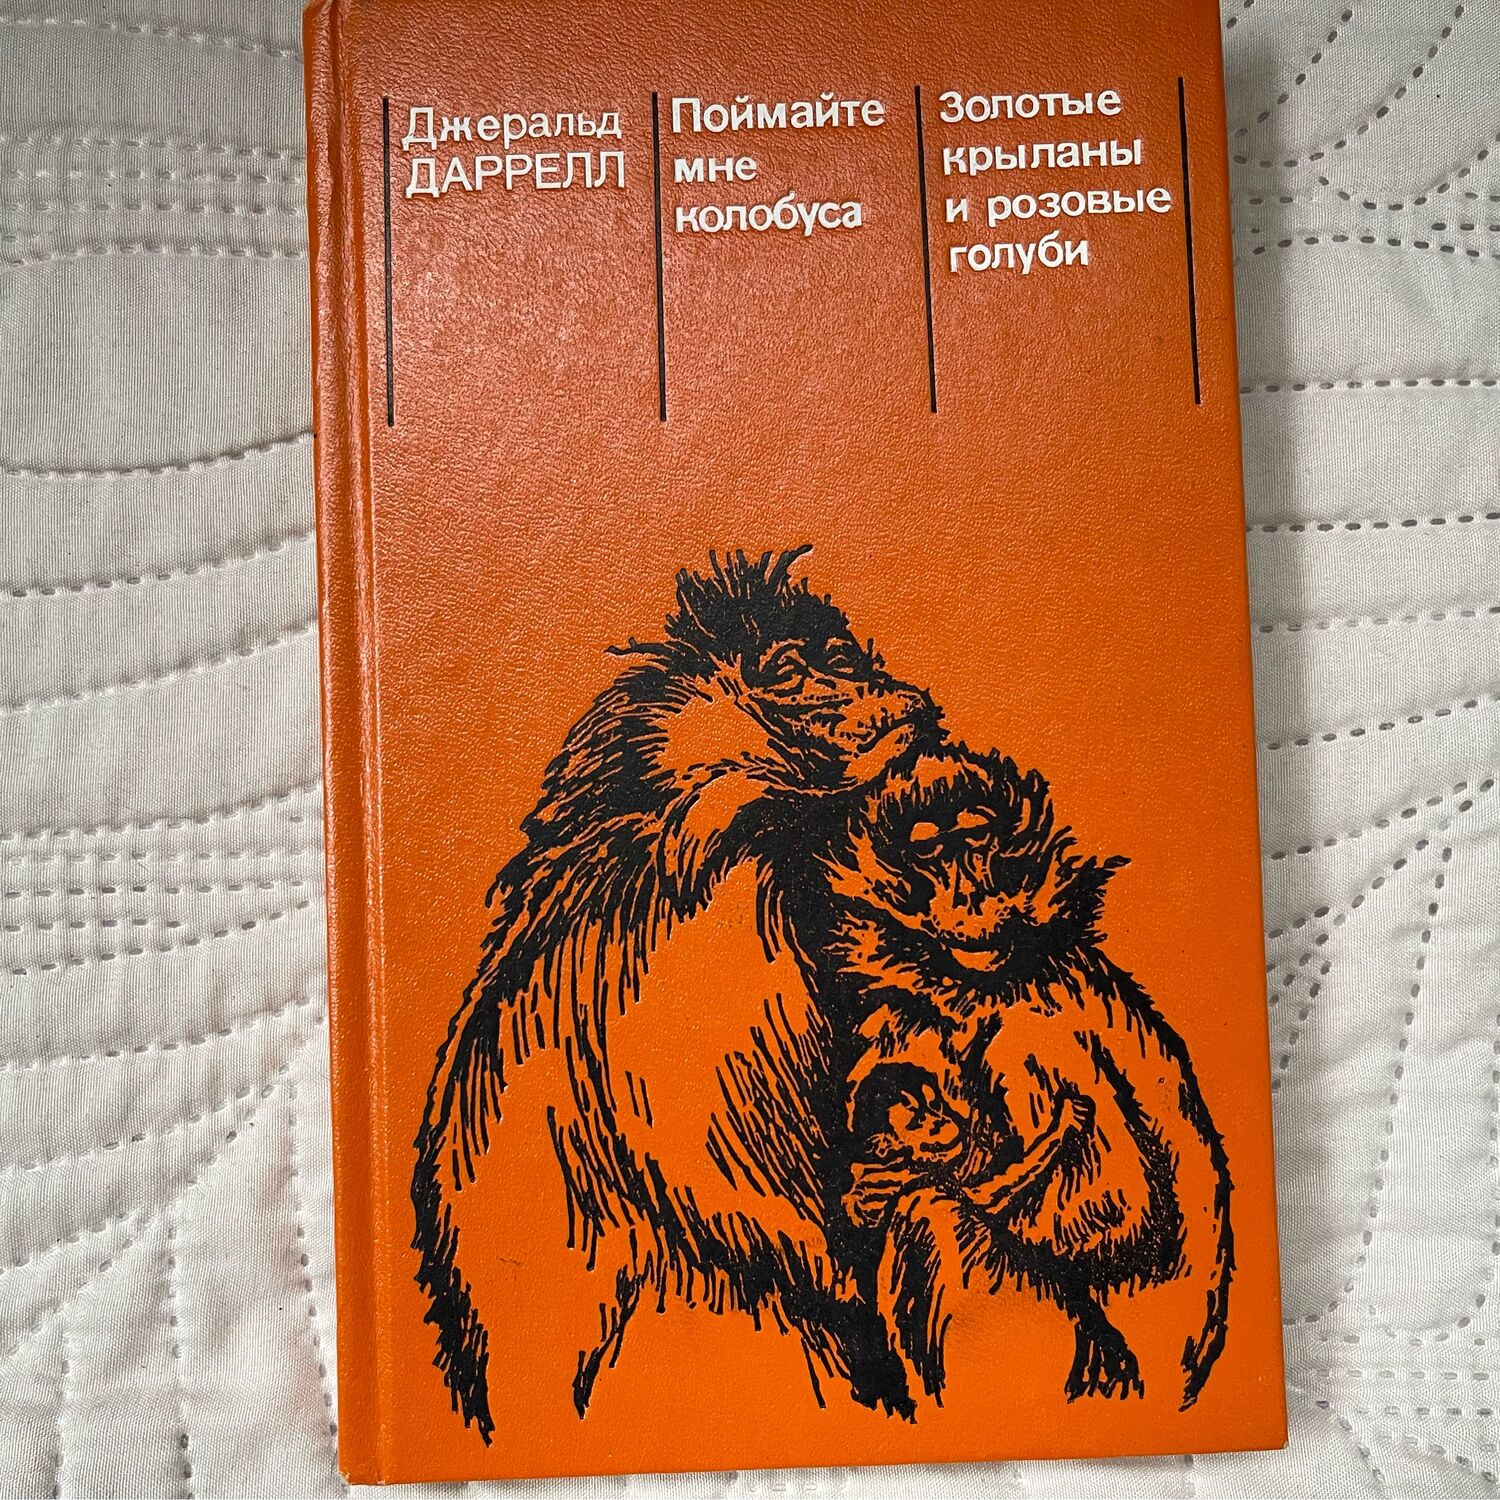 Джеральд
ДАРРЕЛЛ
Поймайте
мне
колобуса
Золотые
крыланы
и розовые
голуби